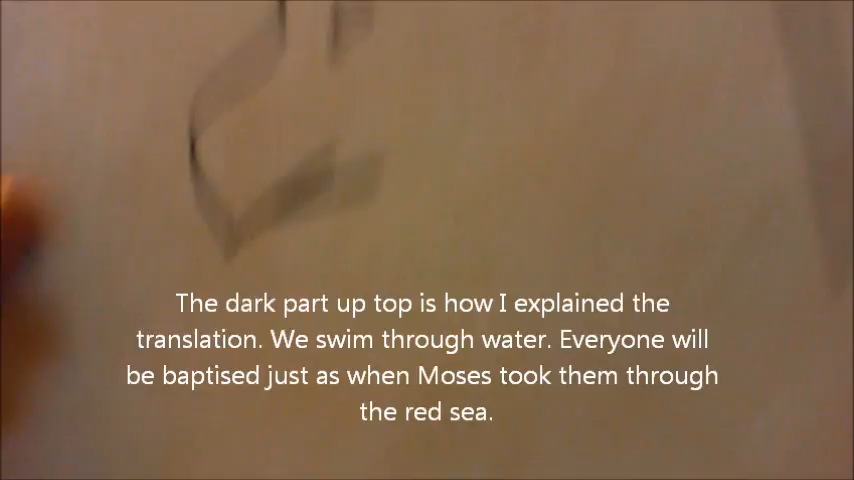 The dark part up top is how I explained the
translation. We swim through water. Everyone will
be baptised just as when Moses took them through
the red sea.